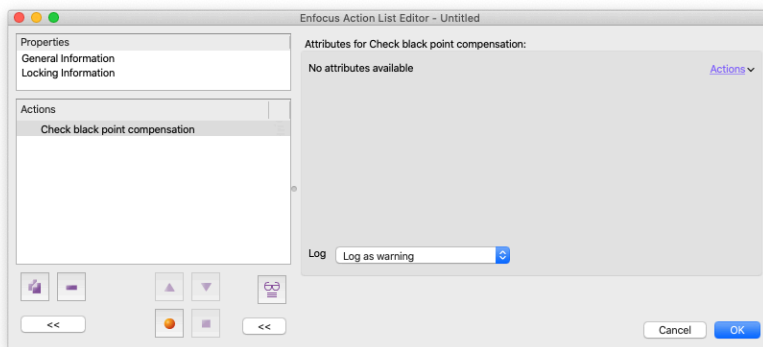 Enfocus Action List Editor - Untitled
Properties
General Information
Locking Information
Actions
Check black point compensation
<<
<<
Attributes for Check black point compensation:
No attributes available
Actions
Log
Log as warning
Cancel
OK